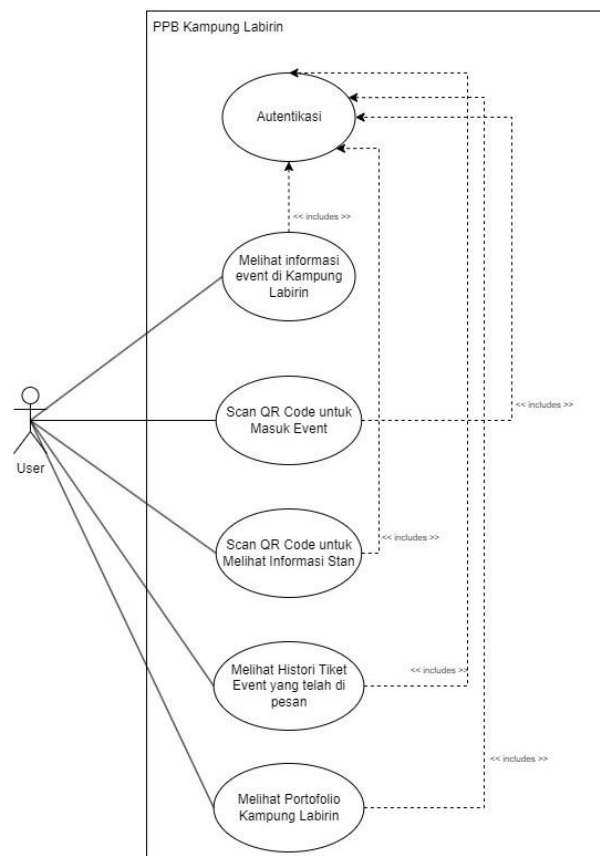 PPB Kampung Labirin
Autentikasi
<< includes >>
Melihat informasi
event di Kampung
Labirin
<< includes >>
Scan QR Code untuk
Masuk Event
User
Scan QR Code untuk
Melihat Informasi Stan
<< includes >>
Melihat Histori Tiket
Event yang telah di
pesan
<< includes >>
<< includes >>
Melihat Portofolio
Kampung Labirin